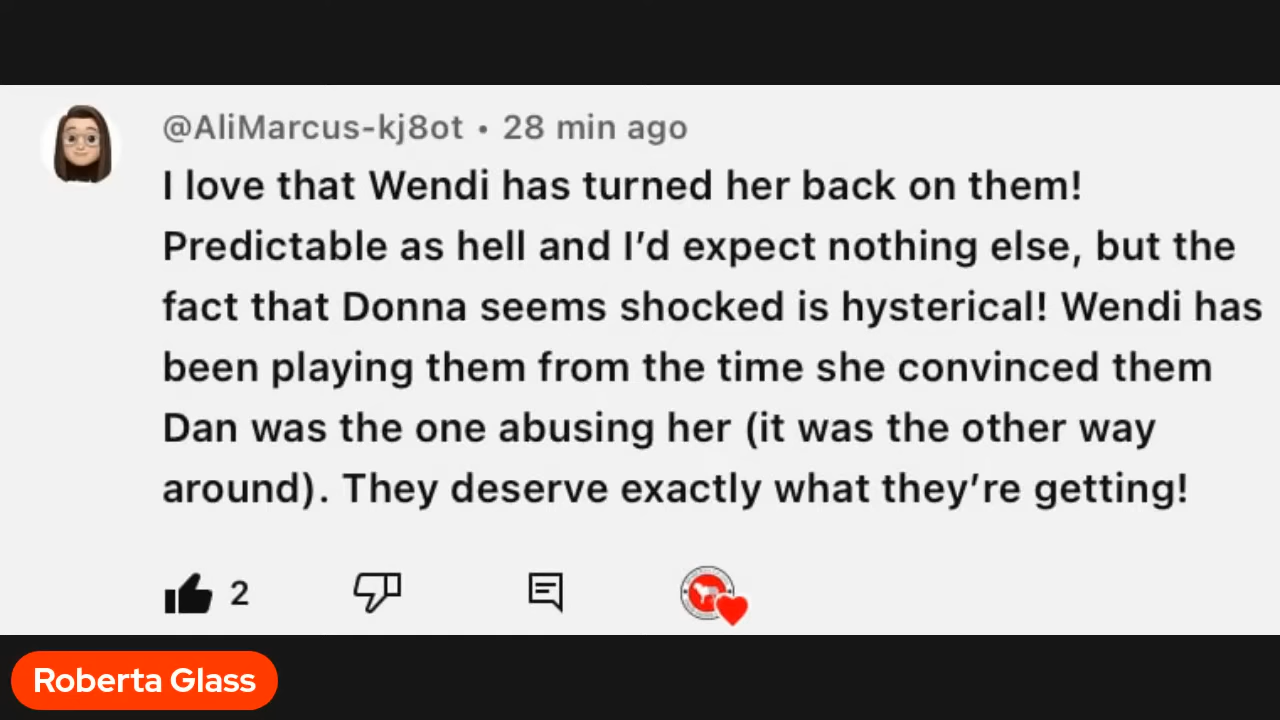 @AliMarcus-kj8ot • 28 min ago
I love that Wendi has turned her back on them!
Predictable as hell and I’d expect nothing else, but the
fact that Donna seems shocked is hysterical! Wendi has
been playing them from the time she convinced them
Dan was the one abusing her (it was the other way
around). They deserve exactly what they’re getting!
2
Roberta Glass